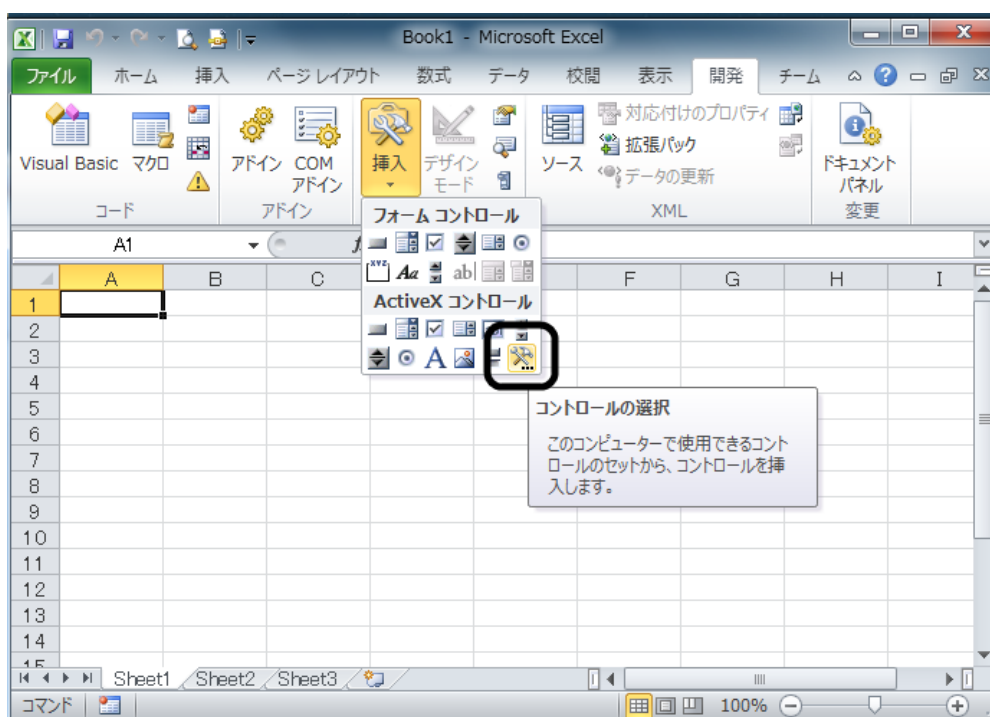 Book1 - Microsoft Excel
ファイル ホーム 挿入 ページ レイアウト 数式 データ 校閲 表示 開発 チーム
Visual Basic マクロ
コード
アドイン COM アドイン
アドイン
挿入 デザイン モード
ソース
対応付けのプロパティ
拡張パック
データの更新
XML
ドキュメント パネル
変更
フォーム コントロール
XYZ Aa ab
ActiveX コントロール
A
A1
A B C F G H I
1
2
3
4
5
6
7
8
9
10
11
12
13
14
15
コントロールの選択
このコンピューターで使用できるコント
ロールのセットから、コントロールを挿
入します。
Sheet1 Sheet2 Sheet3
コマンド 100%